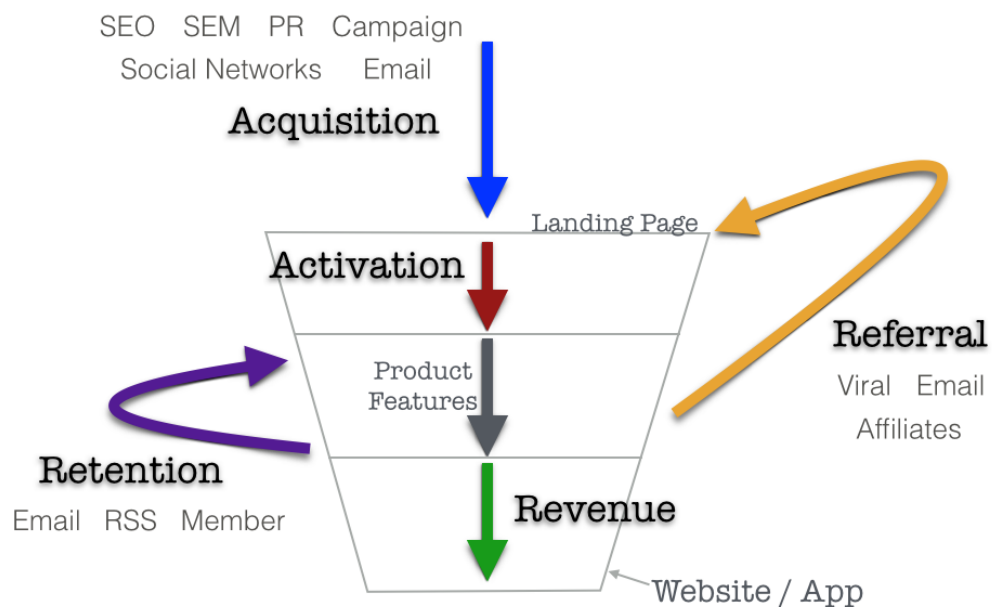 SEO SEM PR Campaign
Social Networks Email
Acquisition
Landing Page
Activation
Product
Features
Referral
Viral Email
Affiliates
Retention
Email RSS Member
Revenue
Website / App